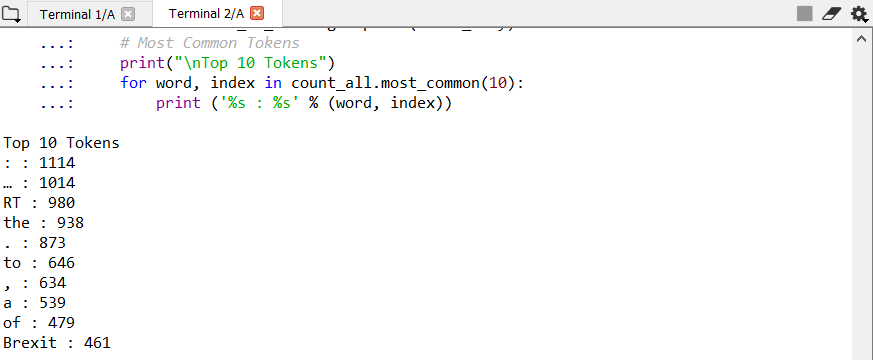 Terminal 1/A Terminal 2/A
...: # Most Common Tokens
...: print("\nTop 10 Tokens")
...: for word, index in count_all.most_common(10):
...: print ('%s : %s' % (word, index))
Top 10 Tokens
: : 1114
… : 1014
RT : 980
the : 938
. : 873
to : 646
, : 634
a : 539
of : 479
Brexit : 461